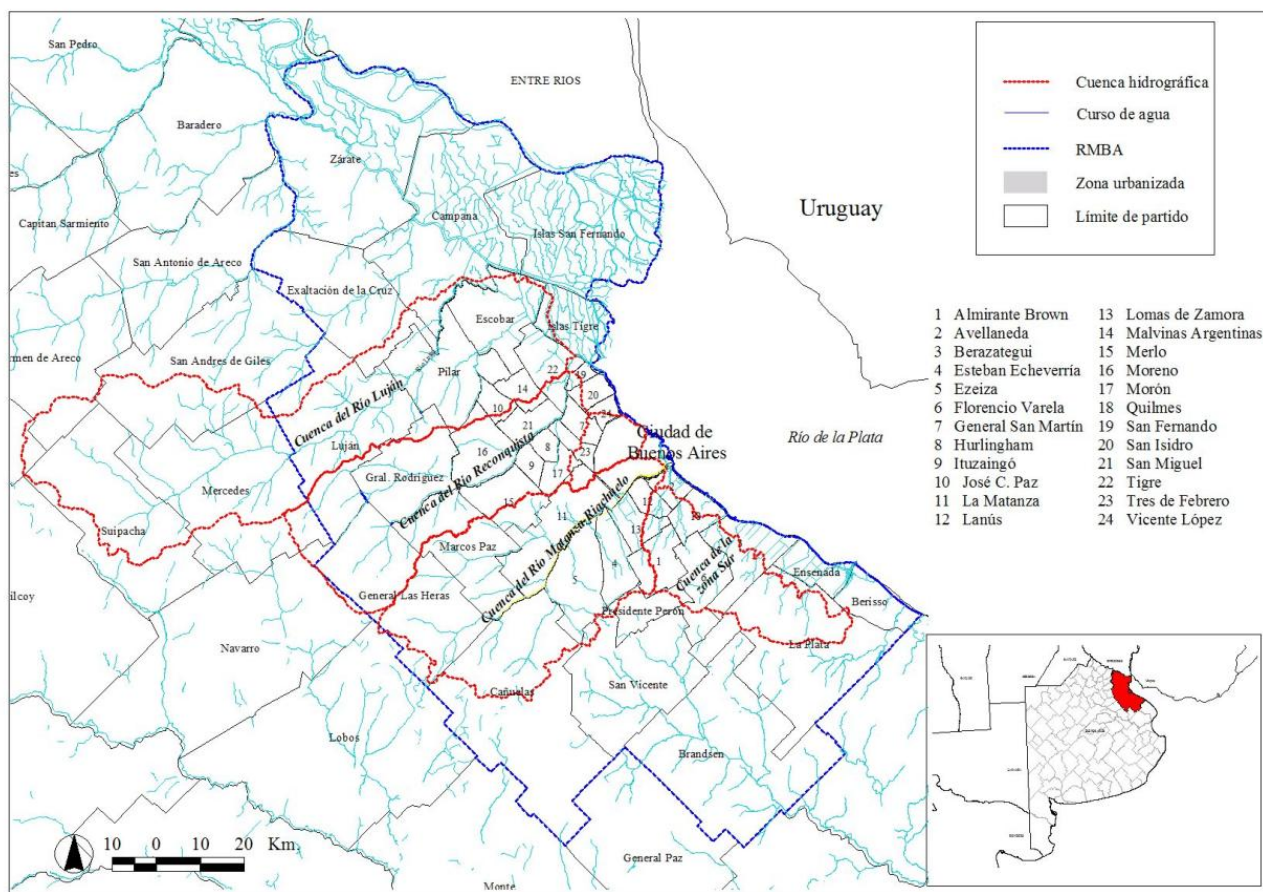 San Pedro
ENTRE RIOS
Baradero
Zárate
Capitan Sarmiento
Campana
Islas San Fernando
Uruguay
San Antonio de Areco
Exaltación de la Cruz
Escobar
Islas Tigre
San Andres de Giles
Pilar
Cuenca del Río Luján
Luján
Ciudad de
Buenos Aires
Río de la Plata
Gral. Rodríguez
Cuenca del Río Reconquista
Mercedes
Suipacha
Marcos Paz
Cuenca del Río Matanza-Riachuelo
Cuenca de la
zona Sur
Ensenada
Berisso
General Las Heras
Presidente Perón
La Plata
Navarro
Cañuelas
San Vicente
Lobos
Brandsen
General Paz
Monte
22
19
20
14
10
24
21
7
16
8
9
23
17
15
11
13
5
4
1
Cuenca hidrográfica
Curso de agua
RMBA
Zona urbanizada
Límite de partido
1 Almirante Brown
2 Avellaneda
3 Berazategui
4 Esteban Echeverría
5 Ezeiza
6 Florencio Varela
7 General San Martín
8 Hurlingham
9 Ituzaingó
10 José C. Paz
11 La Matanza
12 Lanús
13 Lomas de Zamora
14 Malvinas Argentinas
15 Merlo
16 Moreno
17 Morón
18 Quilmes
19 San Fernando
20 San Isidro
21 San Miguel
22 Tigre
23 Tres de Febrero
24 Vicente López
10 0 10 20 Km.